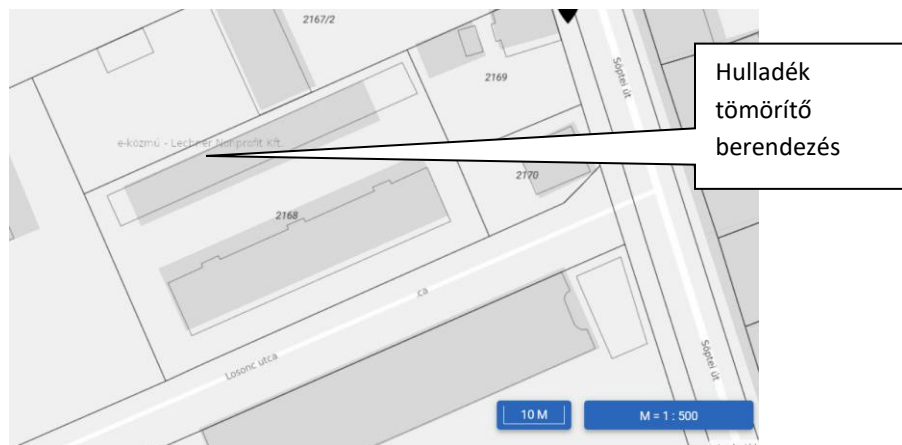 2167/2
2169
Sóptei út
Hulladék
tömörítő
berendezés
e-közmű - Lechner Nonprofit Kft.
2170
2168
ca
Losonc utca
Sóptei út
10 M
M = 1 : 500